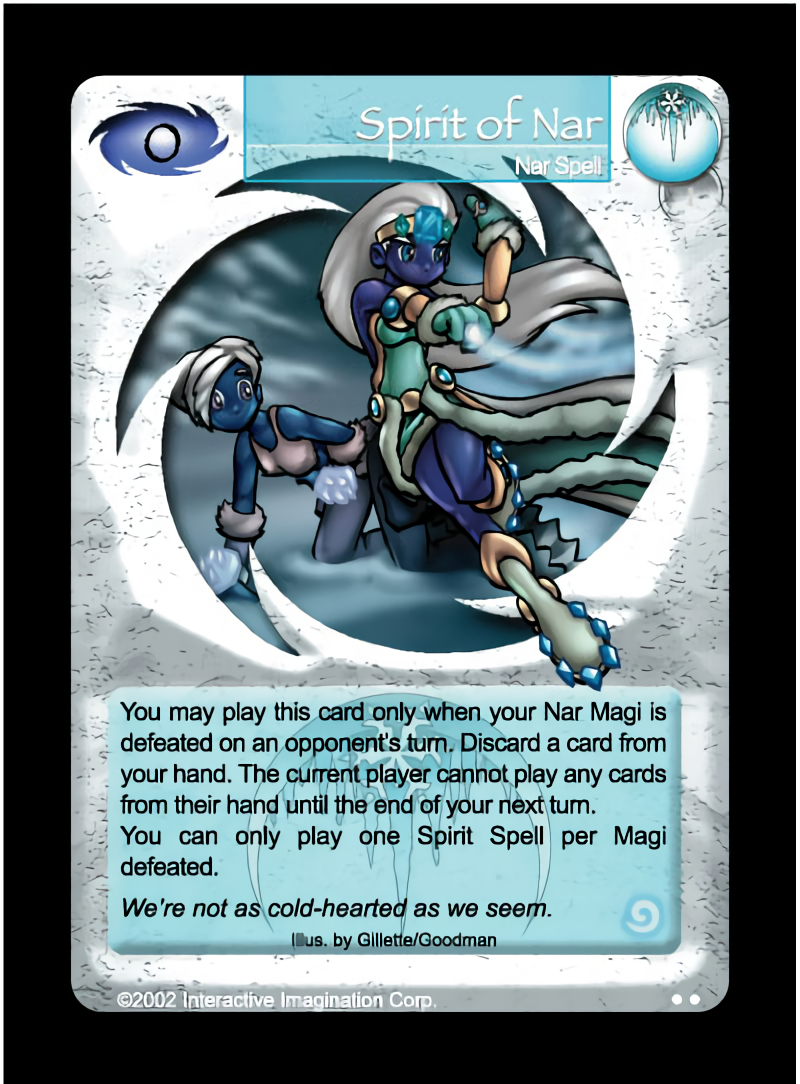 Spirit of Nar
Nar Spell
You may play this card only when your Nar Magi is
defeated on an opponent's turn. Discard a card from
your hand. The current player cannot play any cards
from their hand until the end of your next turn.
You can only play one Spirit Spell per Magi
defeated.
We're not as cold-hearted as we seem.
Illus. by Gillette/Goodman
©2002 Interactive Imagination Corp.